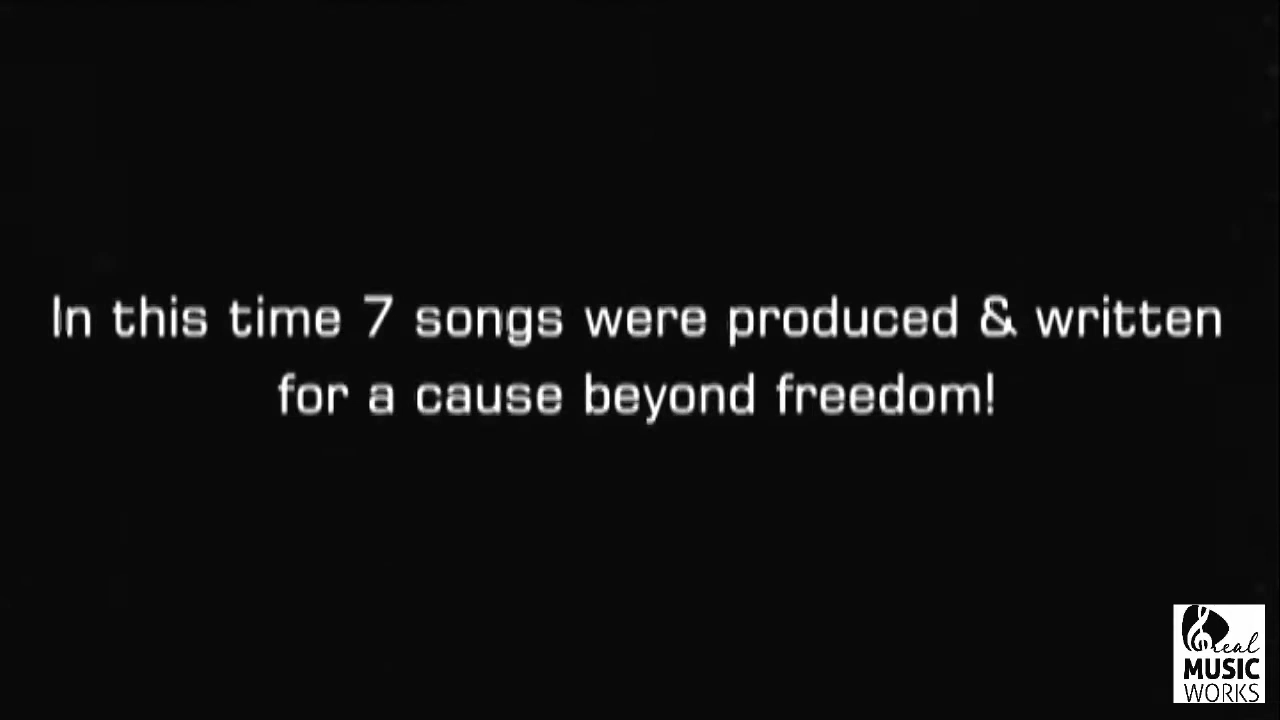 In this time 7 songs were produced & written
for a cause beyond freedom!
Real
MUSIC
WORKS